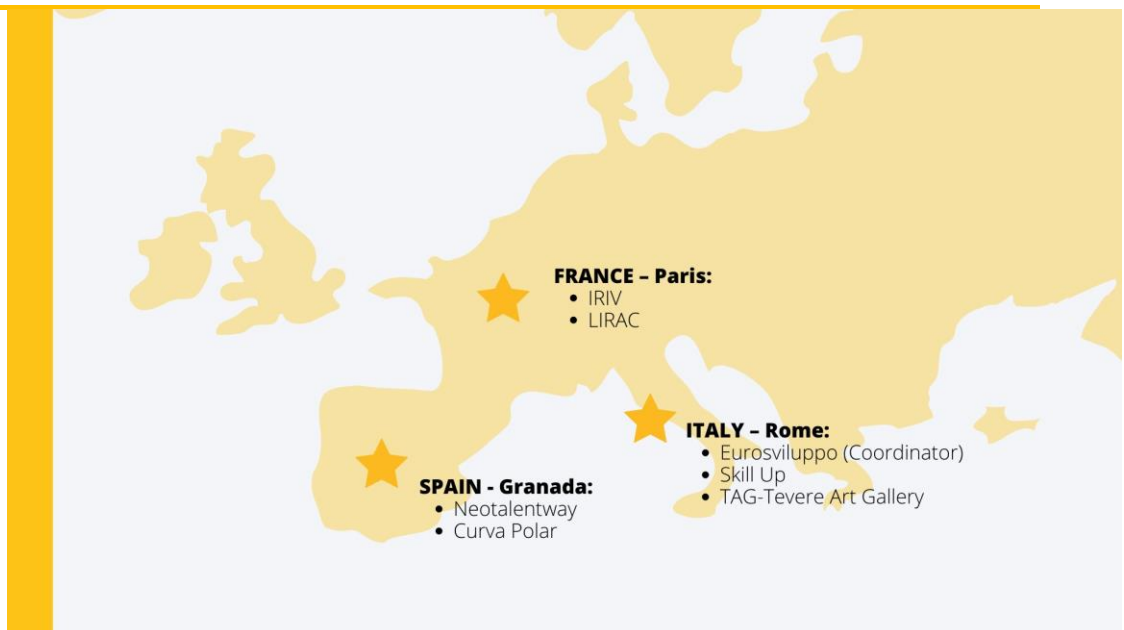 FRANCE – Paris:
• IRIV
• LIRAC
ITALY – Rome:
• Eurosviluppo (Coordinator)
• Skill Up
• TAG-Tevere Art Gallery
SPAIN - Granada:
• Neotalentway
• Curva Polar